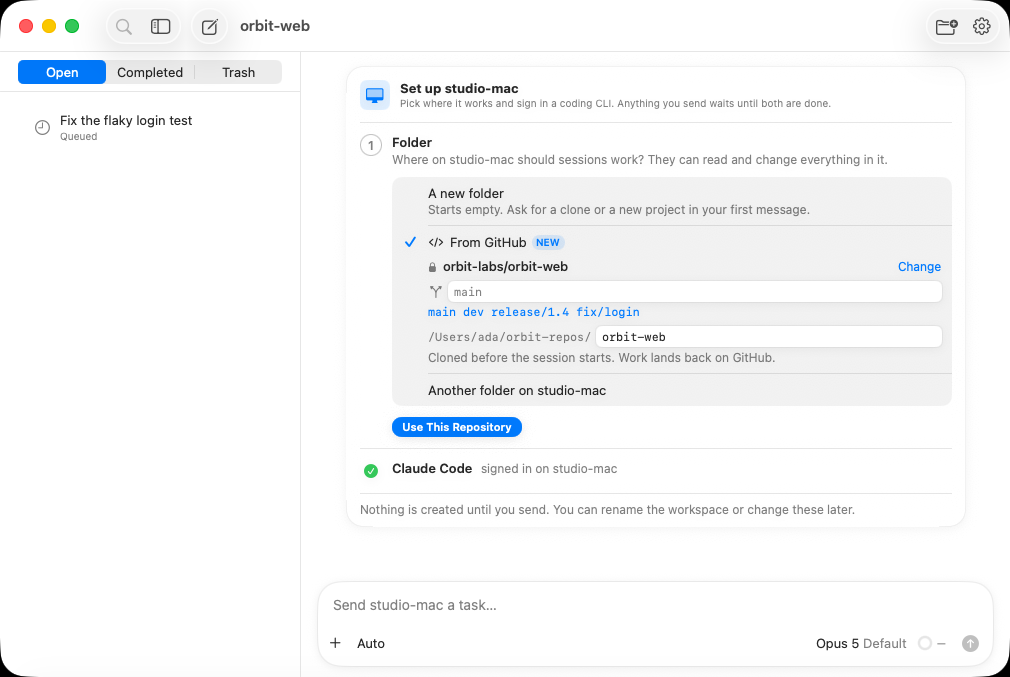 orbit-web
Open
Completed
Trash
Fix the flaky login test
Queued
Set up studio-mac
Pick where it works and sign in a coding CLI. Anything you send waits until both are done.
1
Folder
Where on studio-mac should sessions work? They can read and change everything in it.
A new folder
Starts empty. Ask for a clone or a new project in your first message.
From GitHub NEW
orbit-labs/orbit-web
Change
main
main dev release/1.4 fix/login
/Users/ada/orbit-repos/ orbit-web
Cloned before the session starts. Work lands back on GitHub.
Another folder on studio-mac
Use This Repository
Claude Code signed in on studio-mac
Nothing is created until you send. You can rename the workspace or change these later.
Send studio-mac a task...
+ Auto
Opus 5 Default –